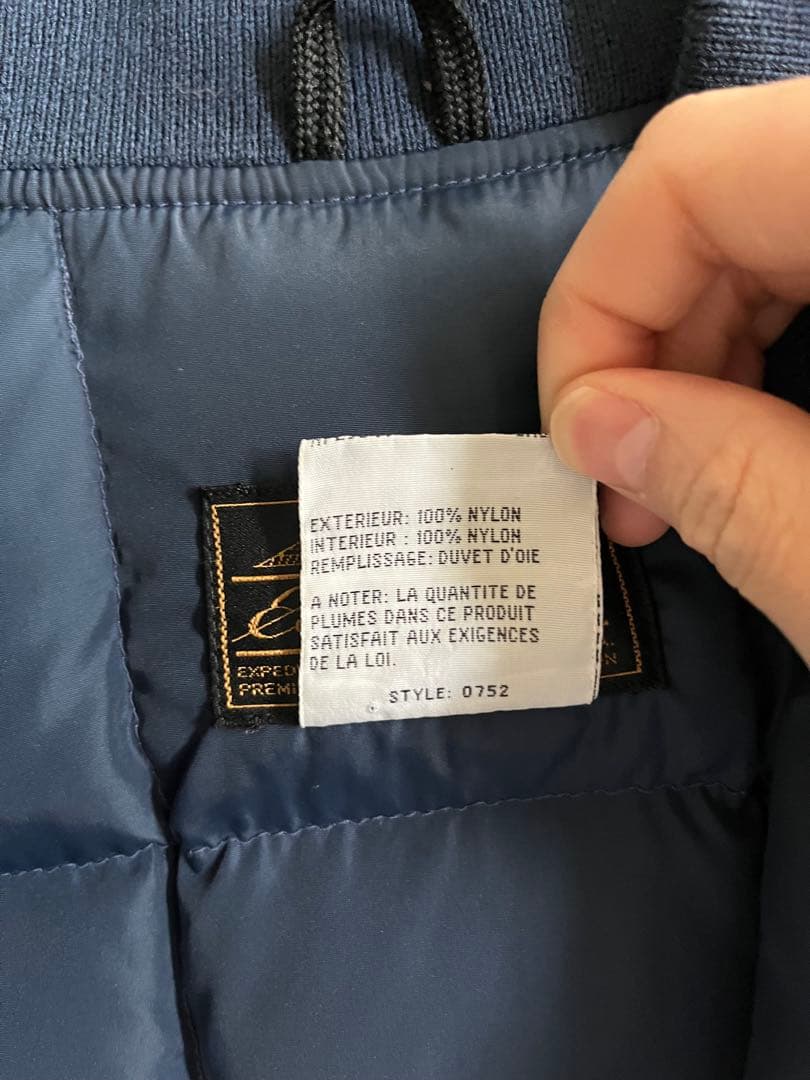 EXTERIEUR: 100% NYLON
INTERIEUR : 100% NYLON
REMPLISSAGE: DUVET D'OIE
A NOTER: LA QUANTITE DE
PLUMES DANS CE PRODUIT
SATISFAIT AUX EXIGENCES
DE LA LOI.
STYLE: 0752